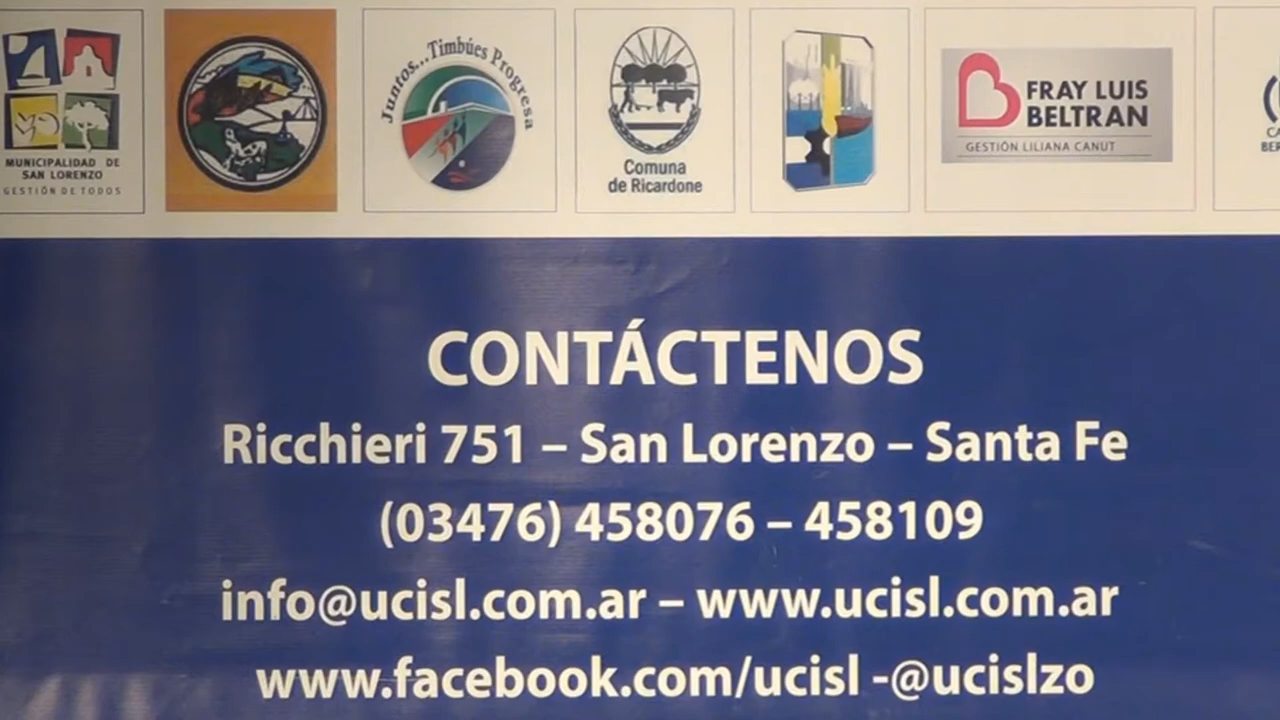 MUNICIPALIDAD DE
SAN LORENZO
GESTIÓN DE TODOS
Juntos...Timbúes Progresa
Comuna
de Ricardone
FRAY LUIS
BELTRAN
GESTIÓN LILIANA CANUT
CONTÁCTENOS
Ricchieri 751 – San Lorenzo – Santa Fe
(03476) 458076 – 458109
info@ucisl.com.ar – www.ucisl.com.ar
www.facebook.com/ucisl -@ucislzo